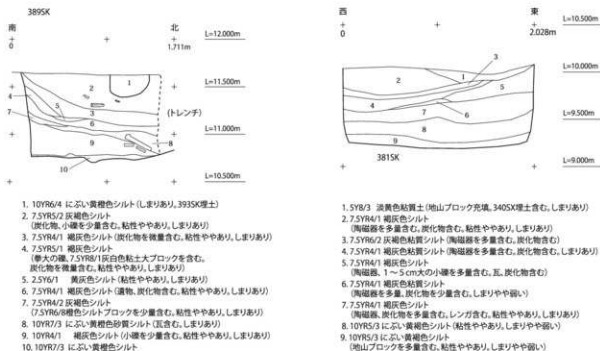 389SK
南
北
0
1.711m
L=12.000m
L=11.500m
L=11.000m
L=10.500m
(トレンチ)
1
2
3
4
5
6
7
8
9
10
1. 10YR6/4 にぶい黄橙色シルト(しまりあり,393SK埋土)
2. 7.5YR5/2 灰褐色シルト
(炭化物、小礫を少量含む。粘性ややあり、しまりあり)
3. 7.5YR4/1 褐灰色シルト(炭化物を微量含む。粘性ややあり、しまりあり)
4. 7.5YR5/1 褐灰色シルト
(拳大の礫、7.5YR8/1灰白色粘土大ブロックを含む。
炭化物を微量含む。粘性ややあり、しまりあり)
5. 2.5Y6/1 黄灰色シルト(粘性ややあり、しまりあり)
6. 7.5YR4/1 褐灰色シルト(遺物、炭化物含む。粘性ややあり、しまりあり)
7. 7.5YR4/2 灰褐色シルト
(7.5YR6/8橙色シルトブロックを少量含む。粘性ややあり、しまりあり)
8. 10YR7/3 にぶい黄橙色砂質シルト(瓦含む。しまりあり)
9. 10YR4/1 褐灰色シルト(小礫を少量含む。粘性ややあり、しまりあり)
10. 10YR7/3 にぶい黄橙色シルト
西
東
0
2.028m
L=10.500m
L=10.000m
L=9.500m
L=9.000m
1
2
3
4
5
6
7
8
9
381SK
1. 5Y8/3 淡黄色粘質土(地山ブロック充填。340SX埋土含む。しまりあり)
2. 7.5YR4/1 褐灰色シルト
(陶磁器を多量含む。炭化物含む。粘性ややあり、しまりあり)
3. 7.5YR6/2 灰褐色粘質シルト(陶磁器を多量含む。炭化物含む)
4. 7.5YR4/1 褐灰色粘質シルト(陶磁器を多量含む。炭化物含む。しまりあり)
5. 7.5YR4/1 褐灰色シルト
(陶磁器、1～5cm大の小礫を多量含む。瓦、炭化物含む)
6. 7.5YR4/1 褐灰色粘質シルト
(陶磁器を多量、炭化物を少量含む。しまりやや弱い)
7. 7.5YR4/1 褐灰色シルト
(陶磁器、炭化物を多量含む。レンガ含む。粘性ややあり、しまりあり)
8. 10YR5/3 にぶい黄褐色シルト(粘性ややあり、しまりやや弱い)
9. 10YR5/3 にぶい黄褐色シルト
(地山ブロックを多量含む。粘性ややあり、しまりやや弱い)